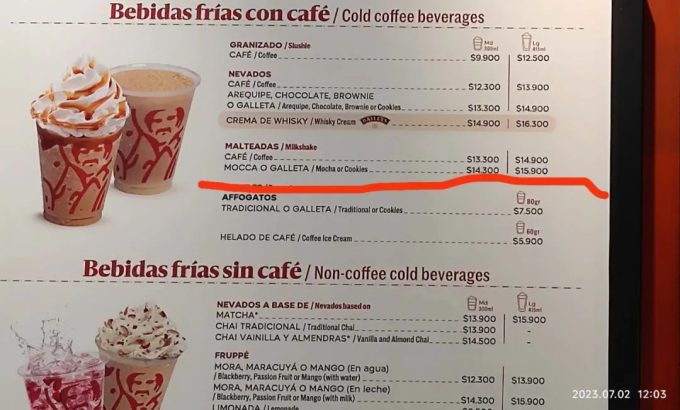 Bebidas frías con café / Cold coffee beverages
Md Lg
300ml 415ml
GRANIZADO / Slushie
CAFÉ / Coffee $9.900 $12.500
NEVADOS
CAFÉ / Coffee $12.300 $13.900
AREQUIPE, CHOCOLATE, BROWNIE
O GALLETA / Arequipe, Chocolate, Brownie or Cookies $13.300 $14.900
CREMA DE WHISKY / Whisky Cream BAILEYS $14.900 $16.300
MALTEADAS / Milkshake
CAFÉ / Coffee $13.300 $14.900
MOCCA O GALLETA / Mocha or Cookies $14.300 $15.900
AFFOGATOS 80gr
TRADICIONAL O GALLETA / Traditional or Cookies $7.500
60gr
HELADO DE CAFÉ / Coffee Ice Cream $5.900
Bebidas frías sin café / Non-coffee cold beverages
NEVADOS A BASE DE / Nevados based on Md Lg
300ml 415ml
MATCHA* $13.900 $15.900
CHAI TRADICIONAL / Traditional Chai $13.900 -
CHAI VAINILLA Y ALMENDRAS* / Vanilla and Almond Chai $14.500 -
FRUPPÉ
MORA, MARACUYÁ O MANGO (En agua)
/ Blackberry, Passion Fruit or Mango (with water) $12.300 $13.900
MORA, MARACUYÁ O MANGO (En leche)
/ Blackberry, Passion Fruit or Mango (with milk) $14.300 $15.900
LIMONADA / Lemonade
2023.07.02 12:03